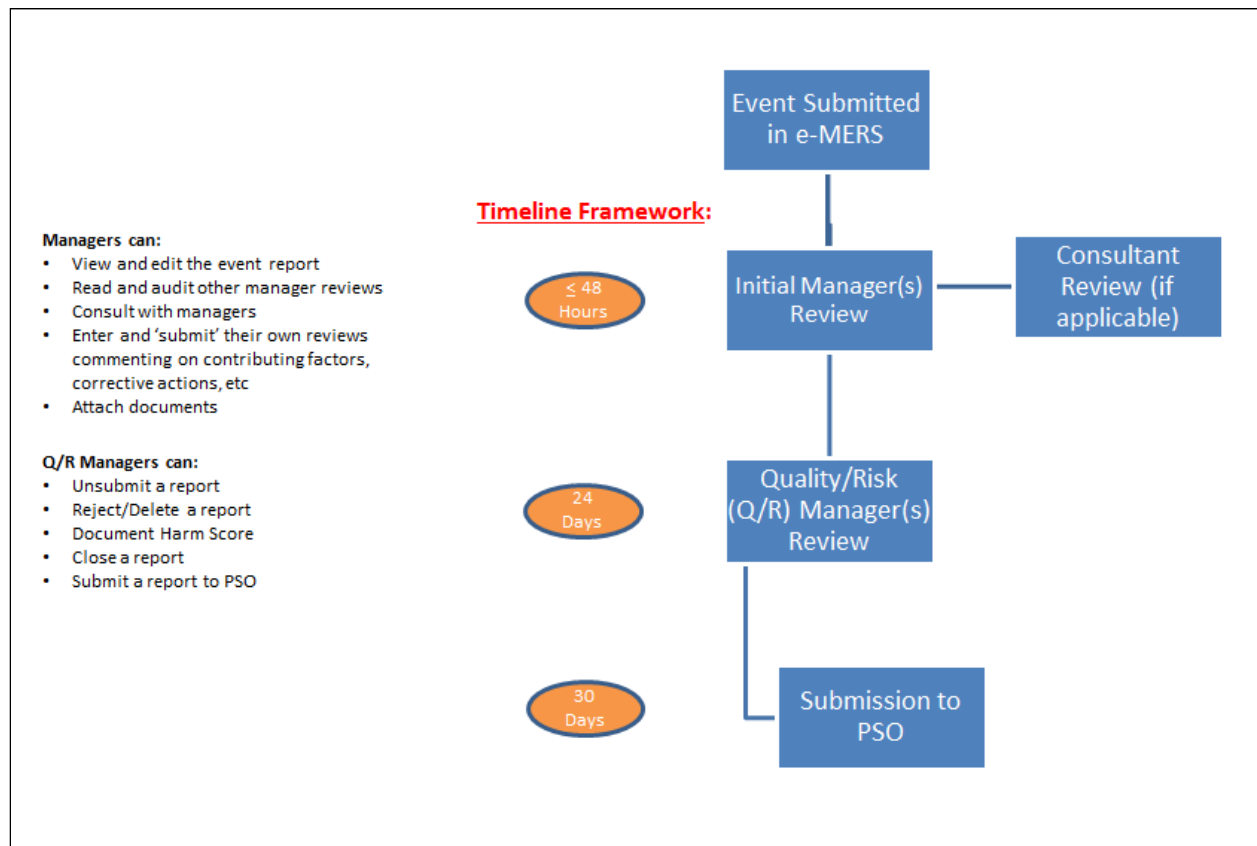 Event Submitted
in e-MERS
Timeline Framework:
Managers can:
• View and edit the event report
• Read and audit other manager reviews
• Consult with managers
• Enter and ‘submit’ their own reviews
commenting on contributing factors,
corrective actions, etc
• Attach documents
≤ 48
Hours
Initial Manager(s)
Review
Consultant
Review (if
applicable)
Q/R Managers can:
• Unsubmit a report
• Reject/Delete a report
• Document Harm Score
• Close a report
• Submit a report to PSO
24
Days
Quality/Risk
(Q/R) Manager(s)
Review
30
Days
Submission to
PSO